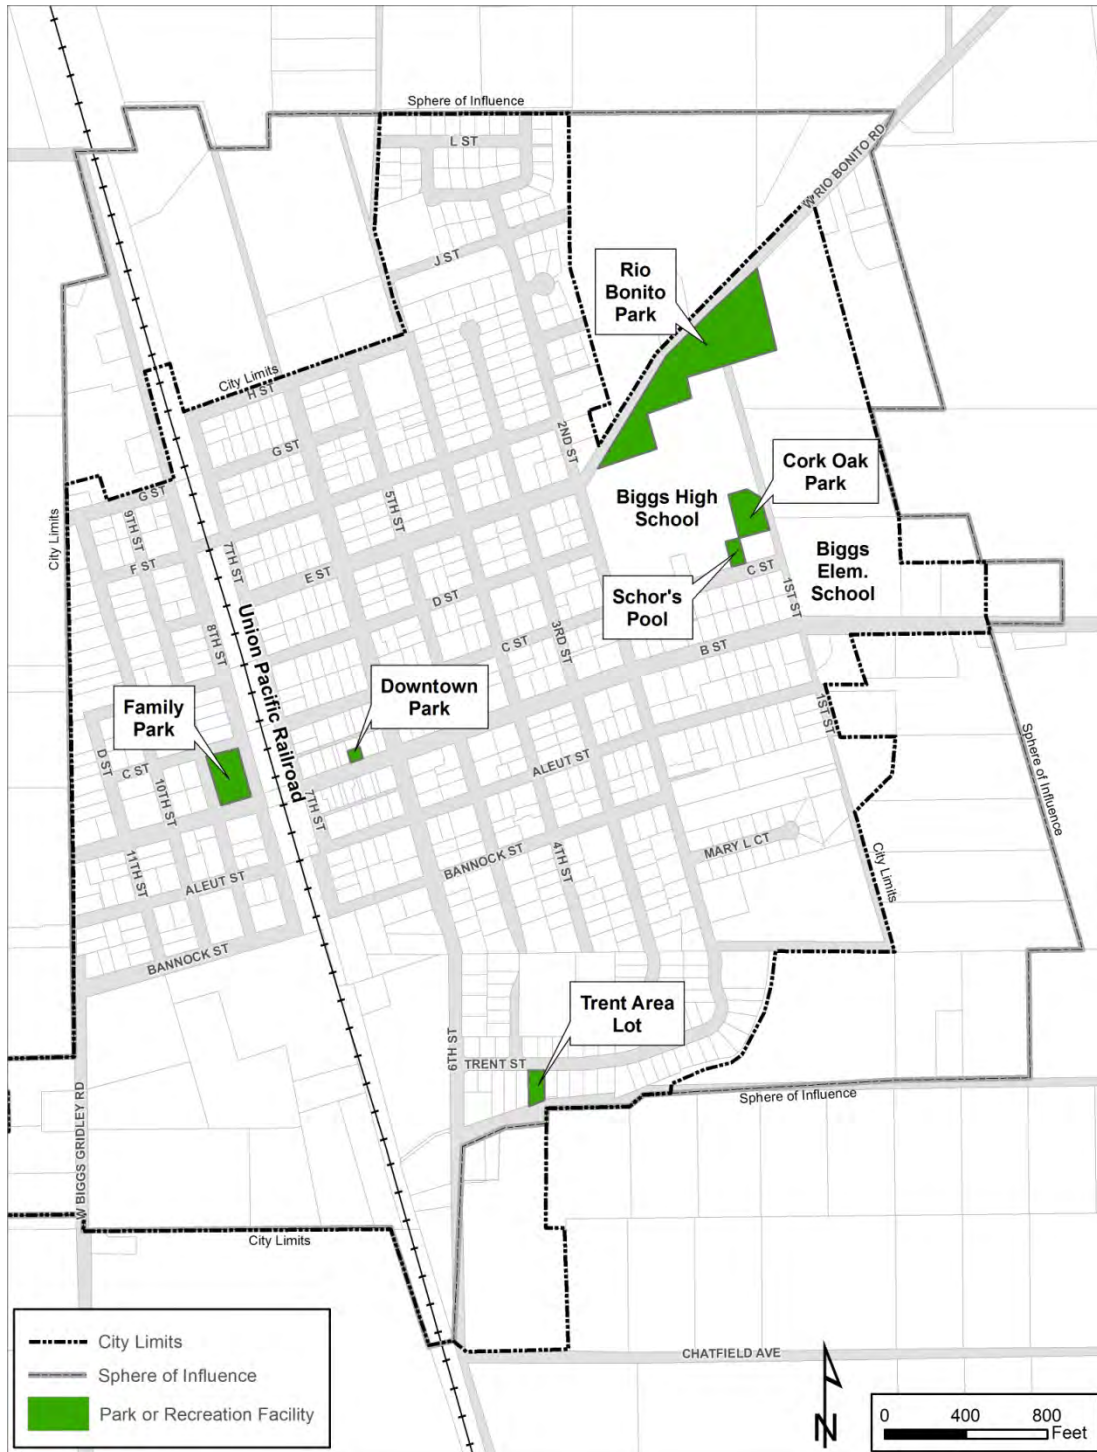 Sphere of Influence
L ST
W RIO BONITO RD
J ST
Rio
Bonito
Park
City Limits
H ST
2ND ST
G ST
Cork Oak
Park
G ST
5TH ST
Biggs High
School
9TH ST
City Limits
7TH ST
F ST
E ST
C ST
Biggs
Elem.
School
Schor's
Pool
1ST ST
D ST
8TH ST
Union Pacific Railroad
3RD ST
C ST
B ST
Family
Park
Downtown
Park
1ST ST
D ST
C ST
ALEUT ST
Sphere of Influence
10TH ST
7TH ST
MARY L CT
BANNOCK ST
4TH ST
11TH ST
ALEUT ST
City Limits
BANNOCK ST
Trent Area
Lot
6TH ST
TRENT ST
Sphere of Influence
W BIGGS GRIDLEY RD
City Limits
City Limits
Sphere of Influence
Park or Recreation Facility
CHATFIELD AVE
N
0 400 800
Feet